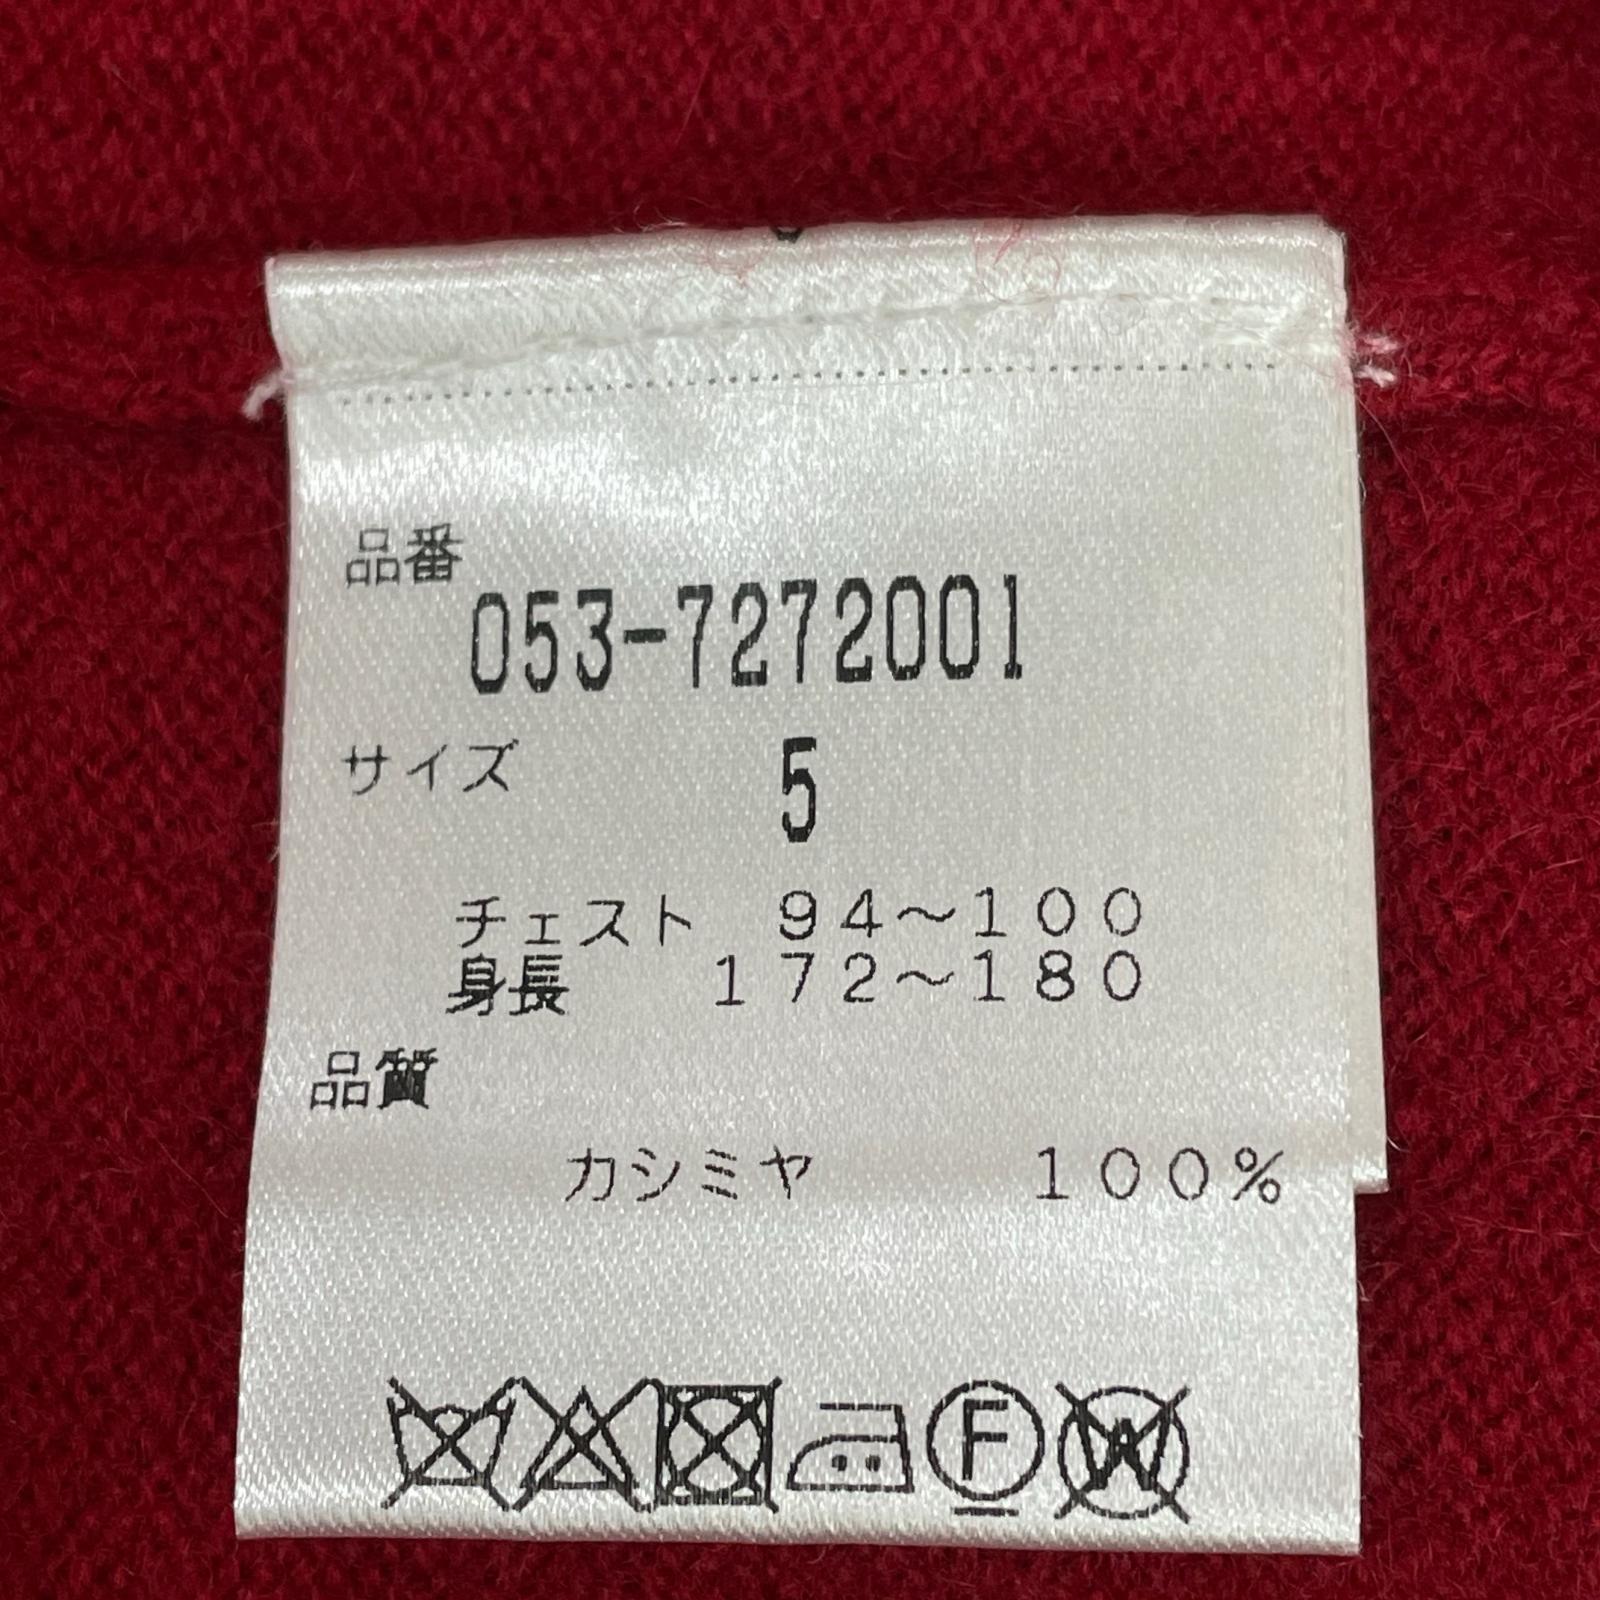 品番
053-7272001
サイズ 5
チェスト 94〜100
身長 172〜180
品質
カシミヤ 100%
F W